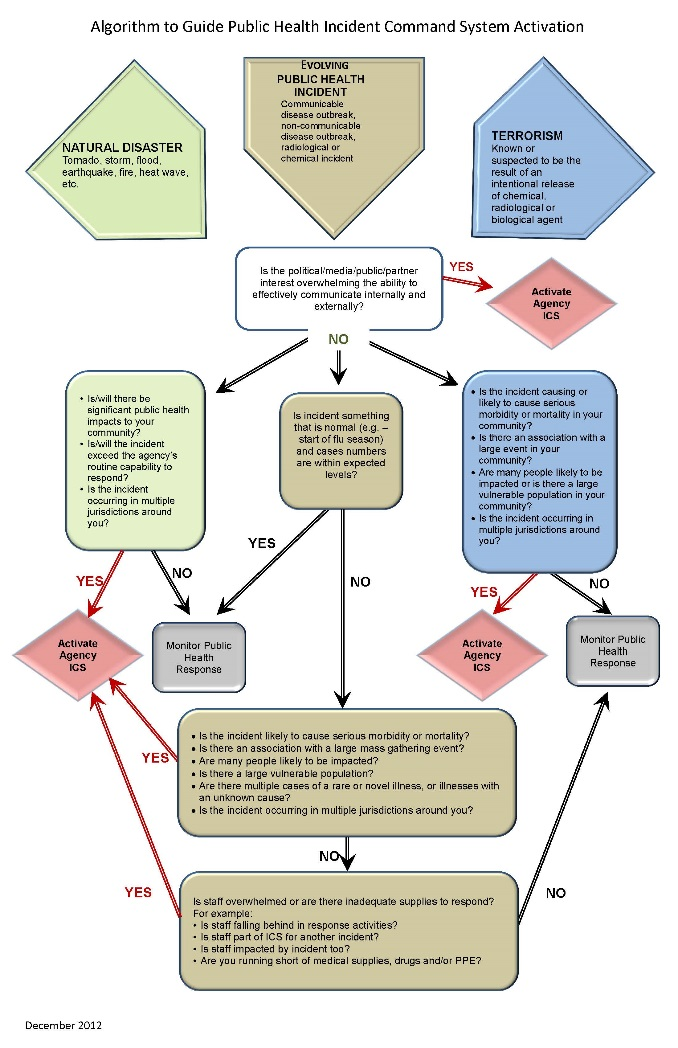 Algorithm to Guide Public Health Incident Command System Activation
NATURAL DISASTER
Tornado, storm, flood,
earthquake, fire, heat wave,
etc.
EVOLVING
PUBLIC HEALTH
INCIDENT
Communicable
disease outbreak,
non-communicable
disease outbreak,
radiological or
chemical incident
TERRORISM
Known or
suspected to be the
result of an
intentional release
of chemical,
radiological or
biological agent
Is the political/media/public/partner
interest overwhelming the ability to
effectively communicate internally and
externally?
YES
Activate
Agency
ICS
NO
• Is/will there be
significant public health
impacts to your
community?
• Is/will the incident
exceed the agency's
routine capability to
respond?
• Is the incident
occurring in multiple
jurisdictions around
you?
Is incident something
that is normal (e.g. –
start of flu season)
and cases numbers
are within expected
levels?
• Is the incident causing or
likely to cause serious
morbidity or mortality in your
community?
• Is there an association with a
large event in your
community?
• Are many people likely to be
impacted or is there a large
vulnerable population in your
community?
• Is the incident occurring in
multiple jurisdictions around
you?
YES
NO
YES
NO
YES
NO
Activate
Agency
ICS
Monitor Public
Health
Response
Activate
Agency
ICS
Monitor Public
Health
Response
• Is the incident likely to cause serious morbidity or mortality?
• Is there an association with a large mass gathering event?
• Are many people likely to be impacted?
• Is there a large vulnerable population?
• Are there multiple cases of a rare or novel illness, or illnesses with
an unknown cause?
• Is the incident occurring in multiple jurisdictions around you?
YES
NO
Is staff overwhelmed or are there inadequate supplies to respond?
For example:
• Is staff falling behind in response activities?
• Is staff part of ICS for another incident?
• Is staff impacted by incident too?
• Are you running short of medical supplies, drugs and/or PPE?
YES
NO
December 2012